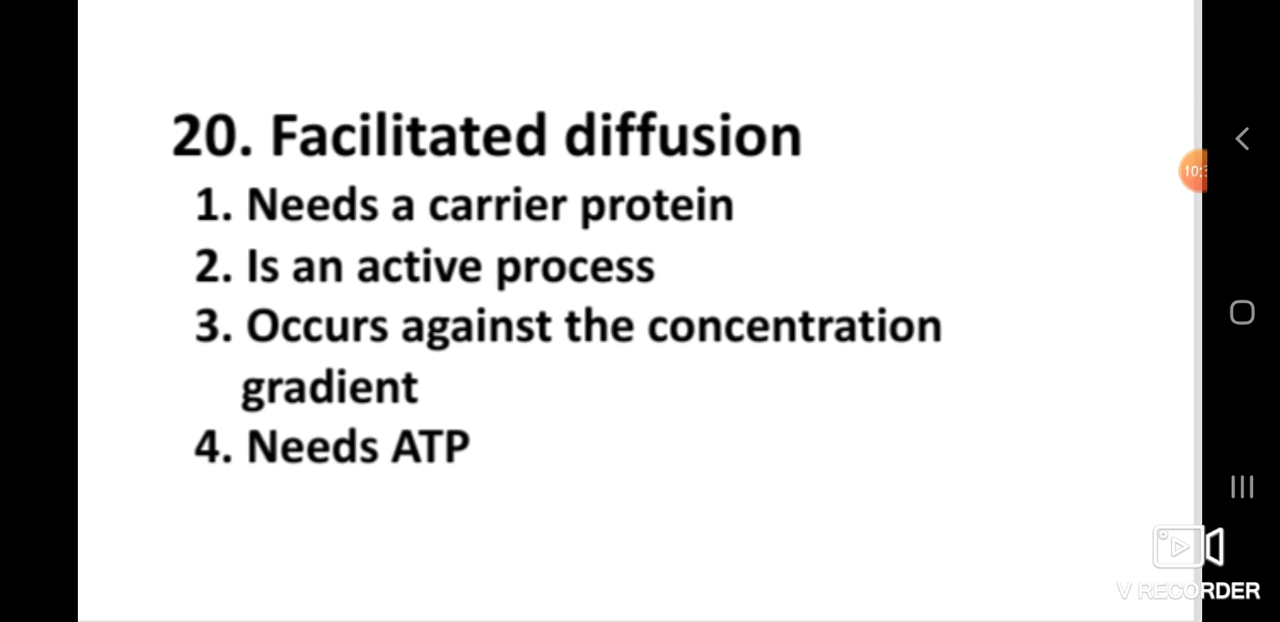 20. Facilitated diffusion
1. Needs a carrier protein
10:
2. Is an active process
3. Occurs against the concentration
gradient
4. Needs ATP
V RECORDER